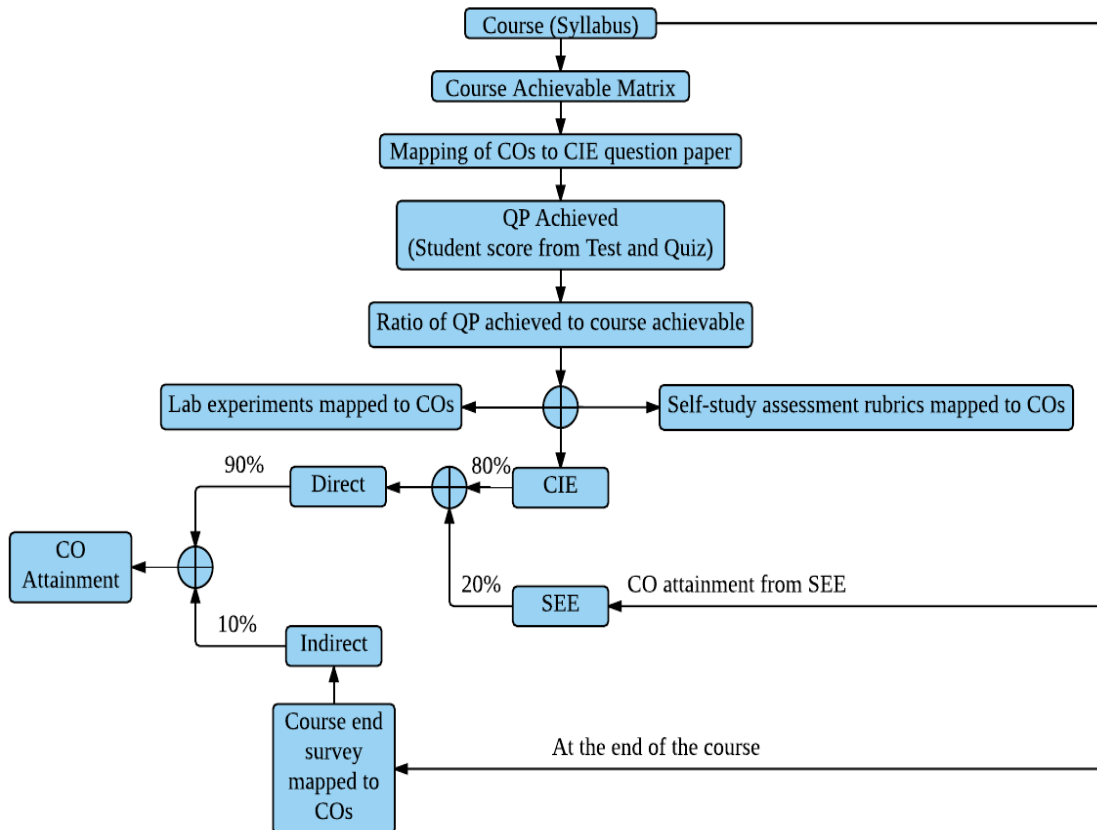 Course (Syllabus)
Course Achievable Matrix
Mapping of COs to CIE question paper
QP Achieved
(Student score from Test and Quiz)
Ratio of QP achieved to course achievable
Lab experiments mapped to COs
Self-study assessment rubrics mapped to COs
90%
Direct
80%
CIE
CO
Attainment
20%
SEE
CO attainment from SEE
10%
Indirect
Course end
survey
mapped to
COs
At the end of the course